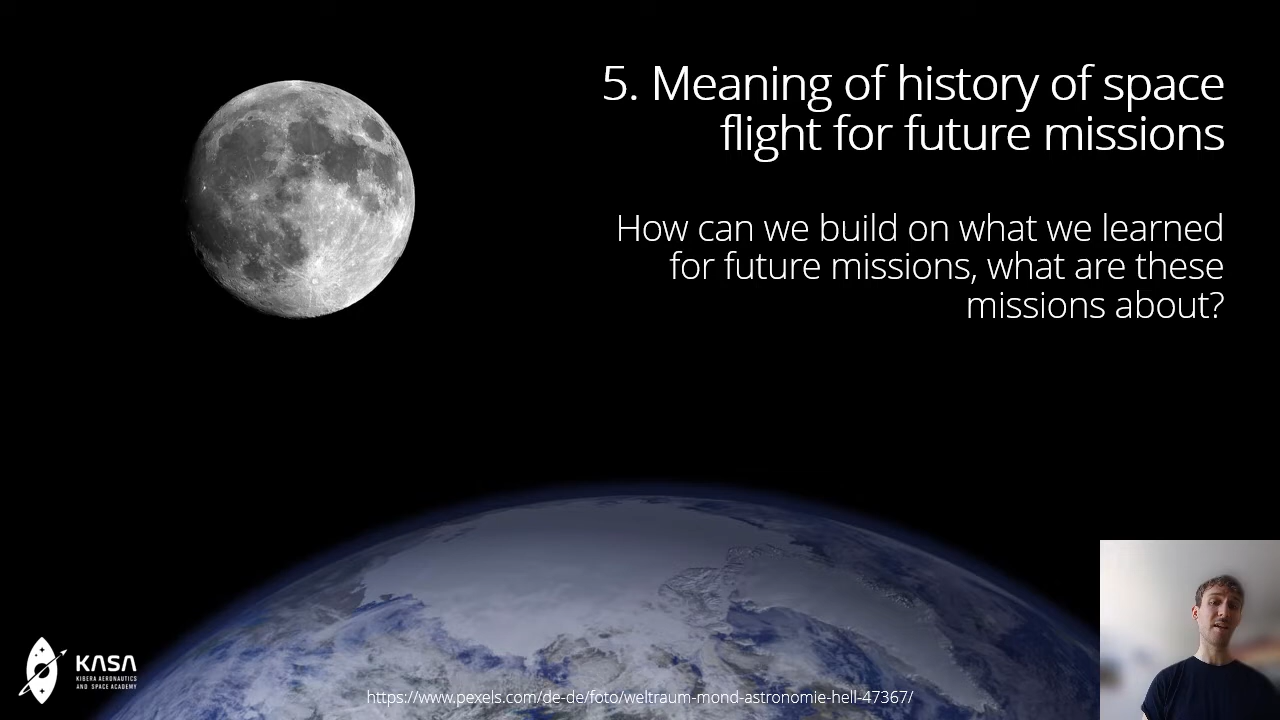 5. Meaning of history of space
flight for future missions
How can we build on what we learned
for future missions, what are these
missions about?
KASA
KIBERA AERONAUTICS
AND SPACE ACADEMY
https://www.pexels.com/de-de/foto/weltraum-mond-astronomie-hell-47367/